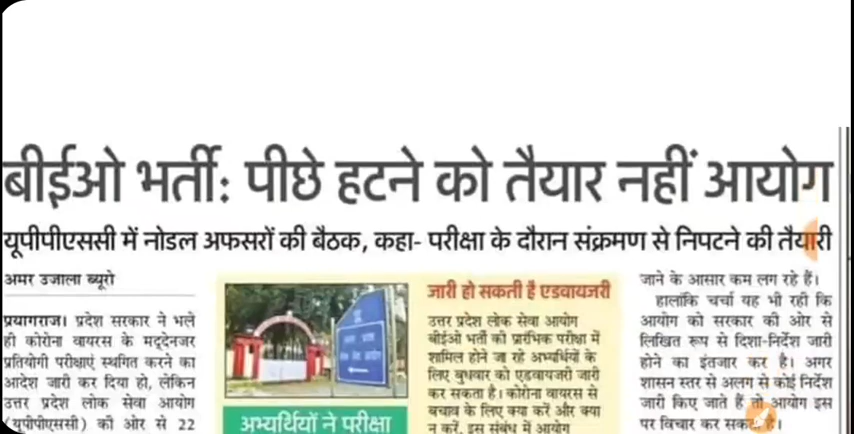 बीईओ भर्ती: पीछे हटने को तैयार नहीं आयोग
यूपीपीएससी में नोडल अफसरों की बैठक, कहा- परीक्षा के दौरान संक्रमण से निपटने की तैयारी
अमर उजाला ब्यूरो
प्रयागराज। प्रदेश सरकार ने भले
ही कोरोना वायरस के मद्देनजर
प्रतियोगी परीक्षाएं स्थगित करने का
आदेश जारी कर दिया हो, लेकिन
उत्तर प्रदेश लोक सेवा आयोग
(यूपीपीएससी) की ओर से 22
अभ्यर्थियों ने परीक्षा
जारी हो सकती है एडवायजरी
उत्तर प्रदेश लोक सेवा आयोग
बीईओ भर्ती की प्रारंभिक परीक्षा में
शामिल होने जा रहे अभ्यर्थियों के
लिए बुधवार को एडवायजरी जारी
कर सकता है। कोरोना वायरस से
बचाव के लिए क्या करें और क्या
न करें, इस संबंध में आयोग
जाने के आसार कम लग रहे हैं।
हालांकि चर्चा यह भी रही कि
आयोग को सरकार की ओर से
लिखित रूप से दिशा-निर्देश जारी
होने का इंतजार कर है। अगर
शासन स्तर से अलग से कोई निर्देश
जारी किए जाते हैं तो आयोग इस
पर विचार कर सकता है।